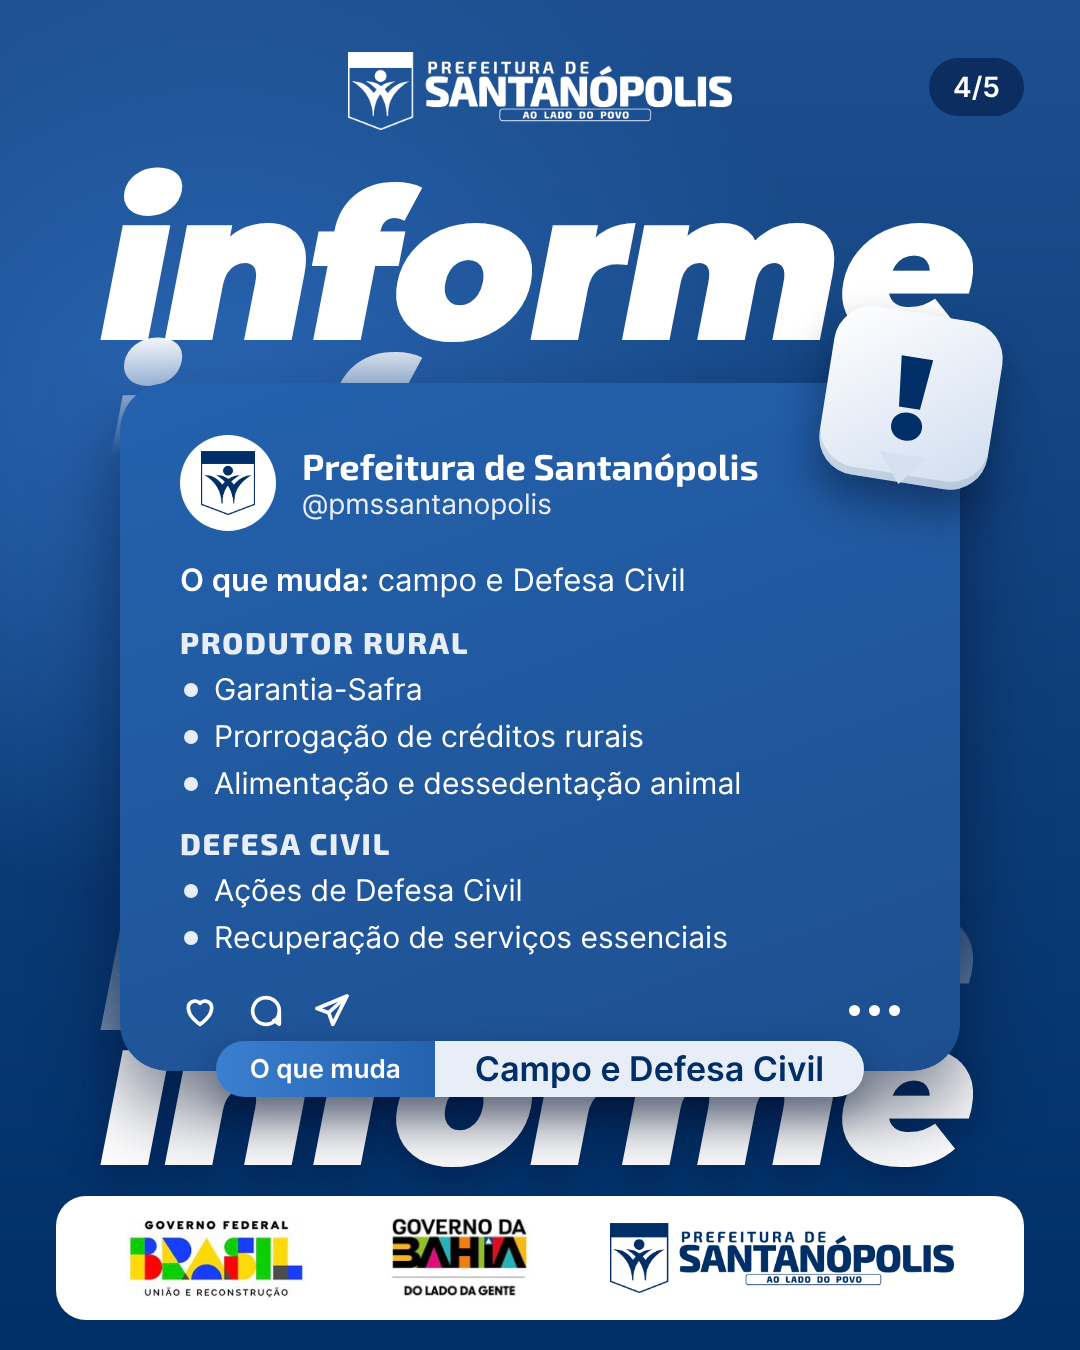 PREFEITURA DE
SANTANÓPOLIS
AO LADO DO POVO
4/5
informe
!
Prefeitura de Santanópolis
@pmssantanopolis
O que muda: campo e Defesa Civil
PRODUTOR RURAL
Garantia-Safra
Prorrogação de créditos rurais
Alimentação e dessedentação animal
DEFESA CIVIL
Ações de Defesa Civil
Recuperação de serviços essenciais
O que muda
Campo e Defesa Civil
informe
GOVERNO FEDERAL
BRASIL
UNIÃO E RECONSTRUÇÃO
GOVERNO DA
BAHIA
DO LADO DA GENTE
PREFEITURA DE
SANTANÓPOLIS
AO LADO DO POVO